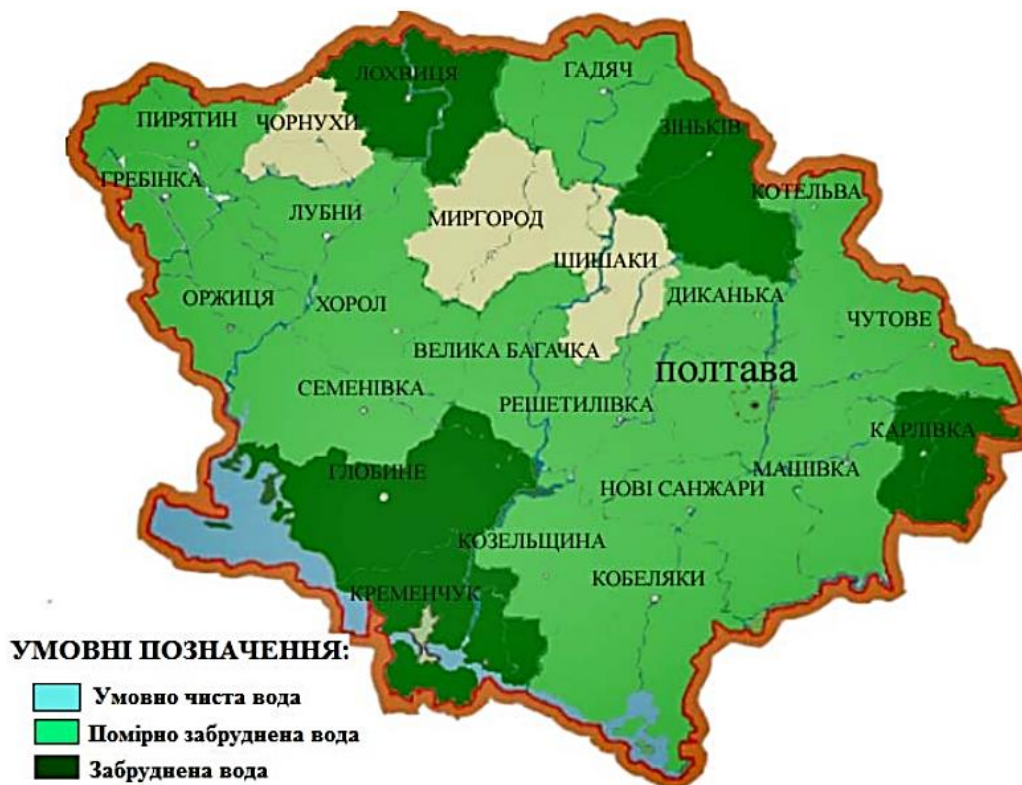 ЛОХВИЦЯ
ГАДЯЧ
ПИРЯТИН
ЧОРНУХИ
ЗІНЬКІВ
ГРЕБІНКА
КОТЕЛЬВА
ЛУБНИ
МИРГОРОД
ШИШАКИ
ОРЖИЦЯ
ХОРОЛ
ДИКАНЬКА
ЧУТОВЕ
ВЕЛИКА БАГАЧКА
ПОЛТАВА
СЕМЕНІВКА
РЕШЕТИЛІВКА
КАРЛІВКА
ГЛОБИНЕ
МАШІВКА
НОВІ САНЖАРИ
КОЗЕЛЬЩИНА
КОБЕЛЯКИ
КРЕМЕНЧУК
УМОВНІ ПОЗНАЧЕННЯ:
Умовно чиста вода
Помірно забруднена вода
Забруднена вода